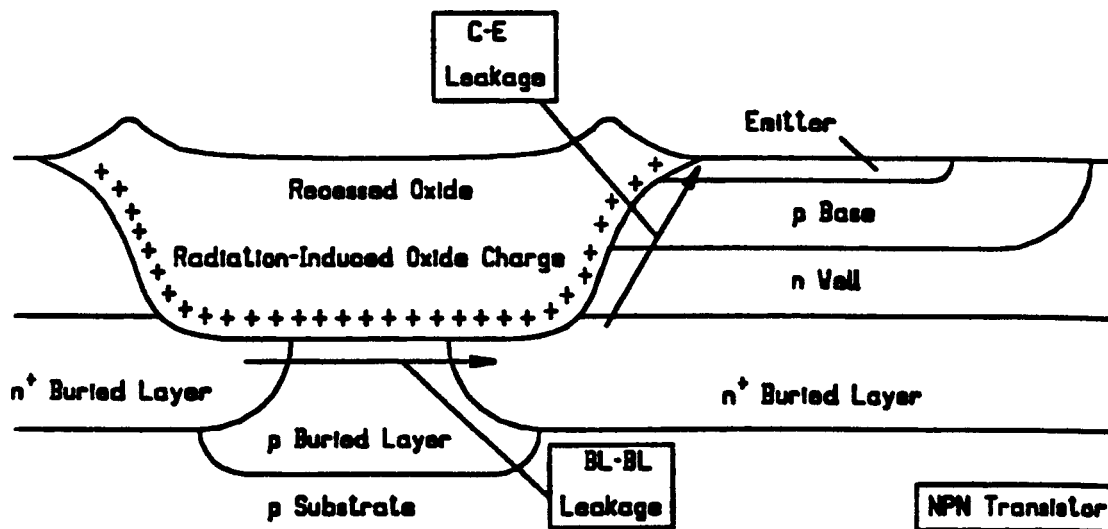 C-E
Leakage
Emitter
Recessed Oxide
p Base
Radiation-Induced Oxide Charge
n Well
n+ Buried Layer
n+ Buried Layer
p Buried Layer
BL-BL
Leakage
p Substrate
NPN Transistor